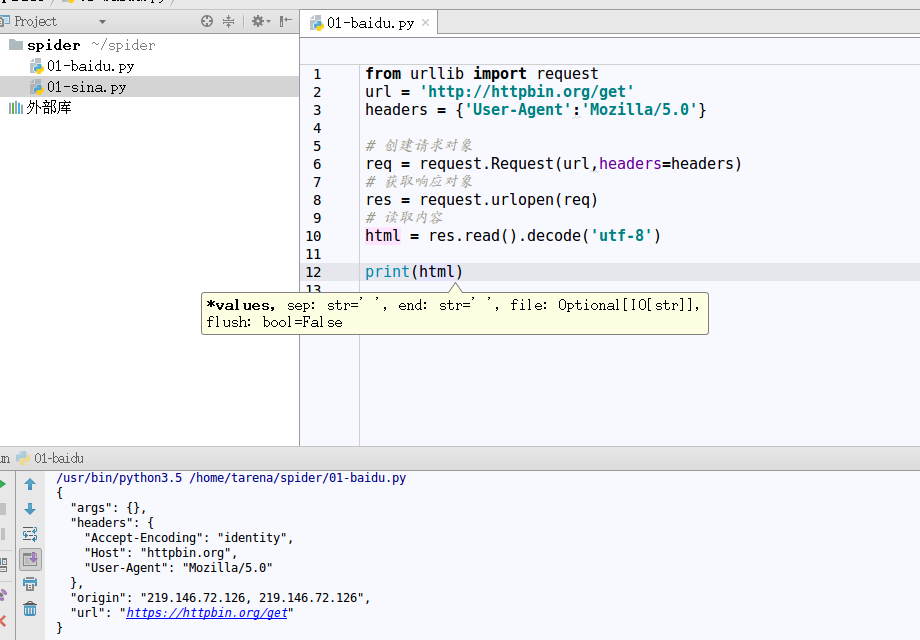 Project
01-baidu.py
spider ~/spider
01-baidu.py
01-sina.py
外部库
1 from urllib import request
2 url = 'http://httpbin.org/get'
3 headers = {'User-Agent':'Mozilla/5.0'}
4
5 # 创建请求对象
6 req = request.Request(url,headers=headers)
7 # 获取响应对象
8 res = request.urlopen(req)
9 # 读取内容
10 html = res.read().decode('utf-8')
11
12 print(html)
13
*values, sep: str=' ', end: str=' ', file: Optional[IO[str]],
flush: bool=False
un 01-baidu
/usr/bin/python3.5 /home/tarena/spider/01-baidu.py
{
"args": {},
"headers": {
"Accept-Encoding": "identity",
"Host": "httpbin.org",
"User-Agent": "Mozilla/5.0"
},
"origin": "219.146.72.126, 219.146.72.126",
"url": "https://httpbin.org/get"
}